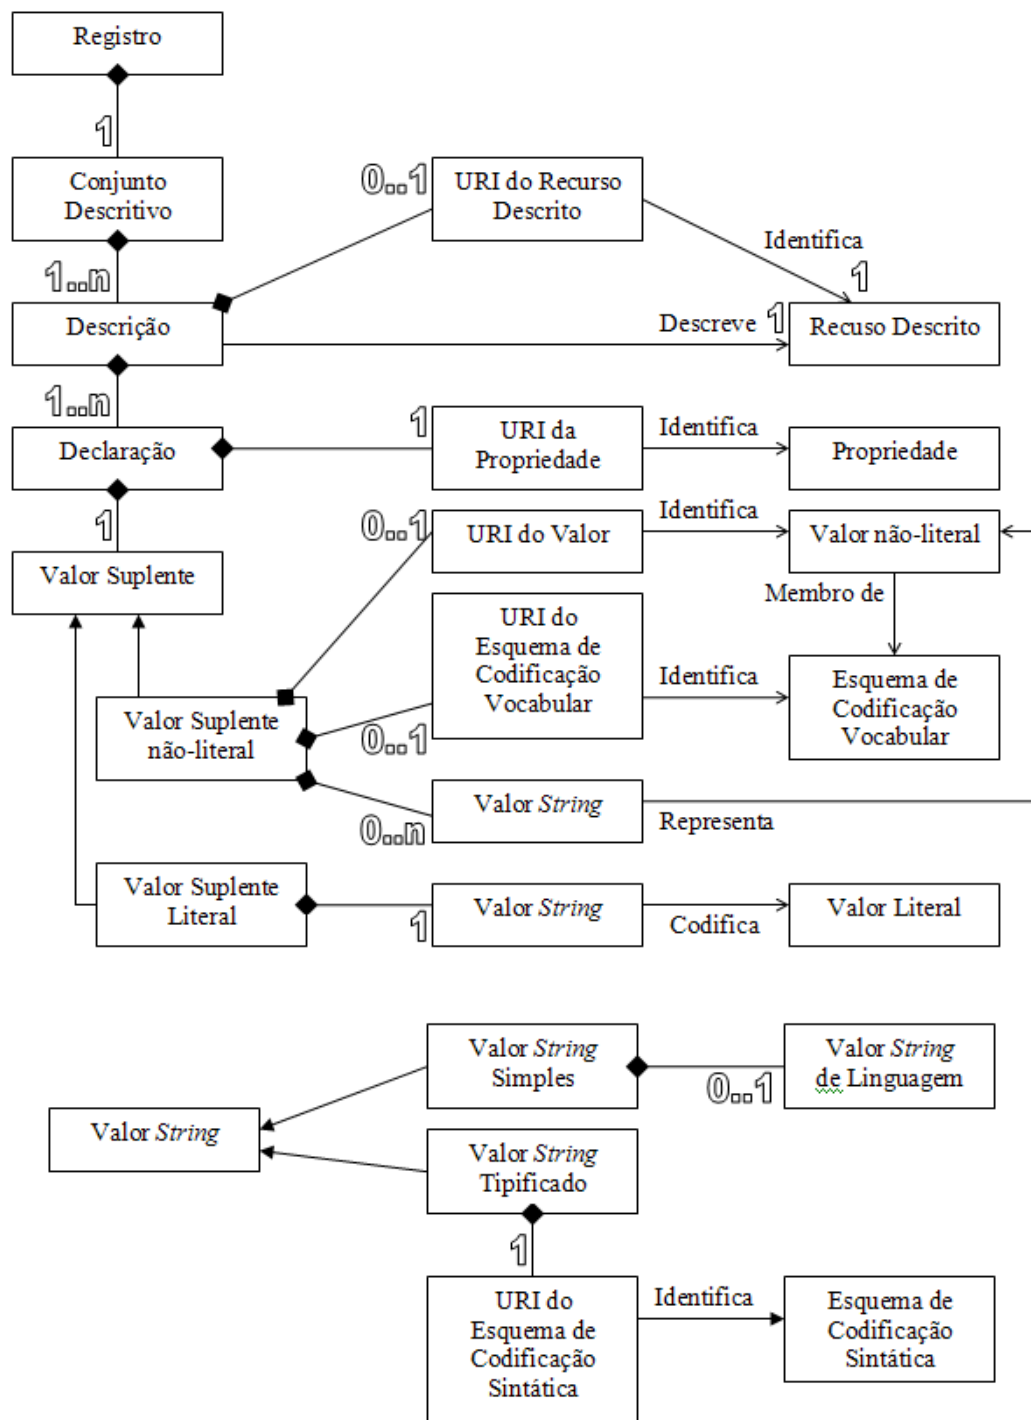 Registro
1
Conjunto
Descritivo
0..1
URI do Recurso
Descrito
Identifica
1..n
1
Descrição
Descreve
1
Recuso Descrito
1..n
1
URI da
Propriedade
Identifica
Declaração
Propriedade
1
0..1
URI do Valor
Identifica
Valor não-literal
Valor Suplente
Membro de
URI do
Esquema de
Codificação
Vocabular
Identifica
Esquema de
Codificação
Vocabular
Valor Suplente
não-literal
0..1
Valor String
0..n
Representa
Valor Suplente
Literal
1
Valor String
Codifica
Valor Literal
Valor String
Simples
0..1
Valor String
de Linguagem
Valor String
Valor String
Tipificado
1
URI do
Esquema de
Codificação
Sintática
Identifica
Esquema de
Codificação
Sintática